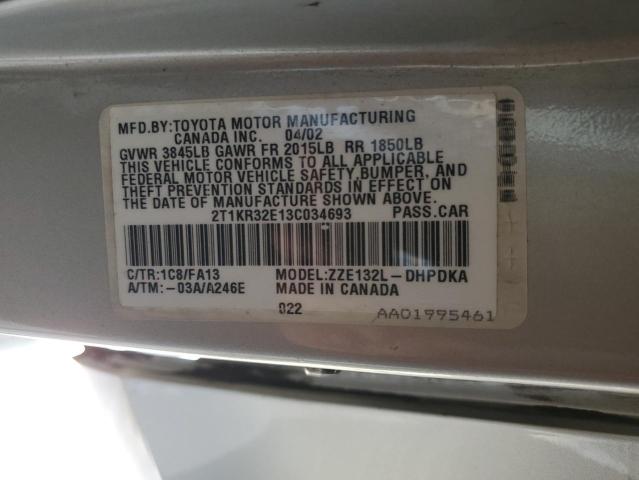 MFD.BY:TOYOTA MOTOR MANUFACTURING
CANADA INC. 04/02
GVWR 3845LB GAWR FR 2015LB RR 1850LB
THIS VEHICLE CONFORMS TO ALL APPLICABLE
FEDERAL MOTOR VEHICLE SAFETY,BUMPER, AND
THEFT PREVENTION STANDARDS IN EFFECT ON
THE DATE OF MANUFACTURE SHOWN ABOVE.
2T1KR32E13C034693 PASS.CAR
C/TR:1C8/FA13 MODEL:ZZE132L-DHPDKA
A/TM:-03A/A246E MADE IN CANADA
022 AA01995461